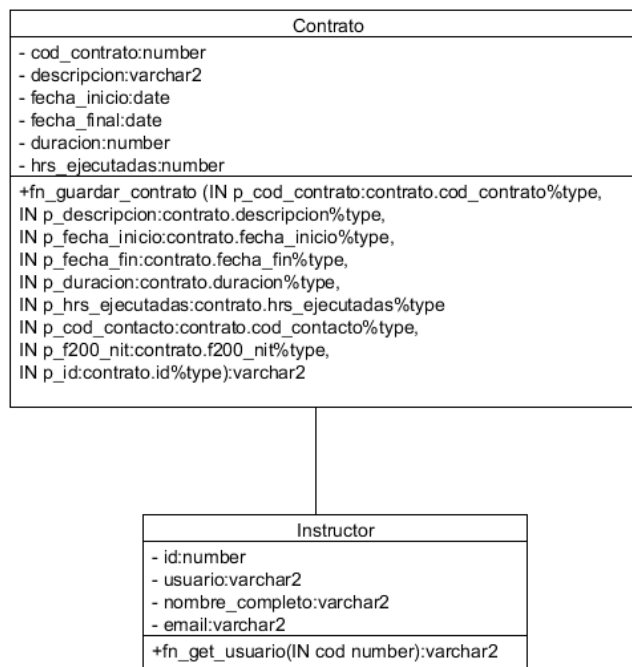 Contrato
- cod_contrato:number
- descripcion:varchar2
- fecha_inicio:date
- fecha_final:date
- duracion:number
- hrs_ejecutadas:number
+fn_guardar_contrato (IN p_cod_contrato:contrato.cod_contrato%type,
IN p_descripcion:contrato.descripcion%type,
IN p_fecha_inicio:contrato.fecha_inicio%type,
IN p_fecha_fin:contrato.fecha_fin%type,
IN p_duracion:contrato.duracion%type,
IN p_hrs_ejecutadas:contrato.hrs_ejecutadas%type
IN p_cod_contacto:contrato.cod_contacto%type,
IN p_f200_nit:contrato.f200_nit%type,
IN p_id:contrato.id%type):varchar2
Instructor
- id:number
- usuario:varchar2
- nombre_completo:varchar2
- email:varchar2
+fn_get_usuario(IN cod number):varchar2